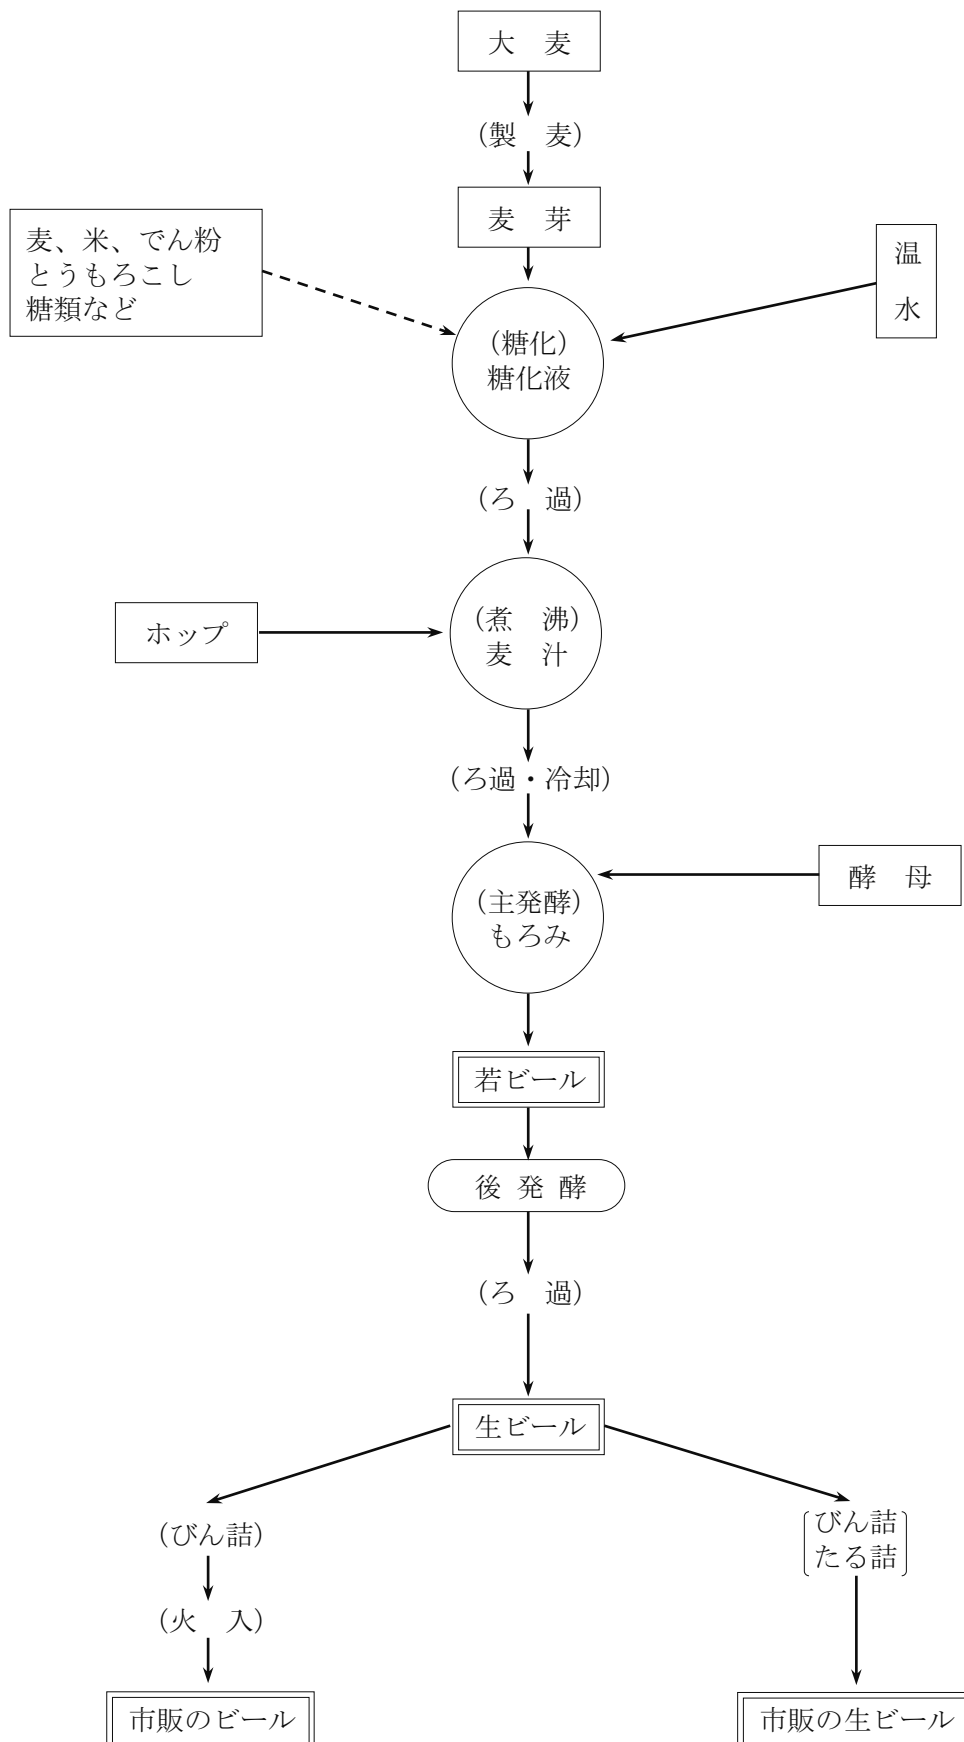 大　麦
（製　麦）
麦　芽
麦、米、でん粉
とうもろこし
糖類など
温
水
（糖化）
糖化液
（ろ　過）
ホップ
（煮　沸）
麦　汁
（ろ過・冷却）
酵　母
（主発酵）
もろみ
若ビール
後 発 酵
（ろ　過）
生ビール
（びん詰）
びん詰
たる詰
（火　入）
市販のビール
市販の生ビール